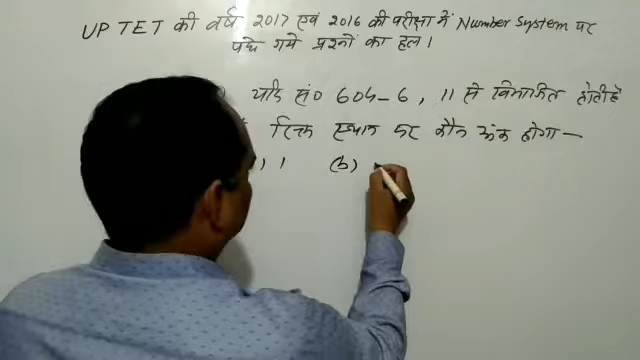 UP TET की वर्ष 2017 एवं 2016 की परीक्षा में Number System पर
पूछे गये प्रश्नों का हल।
यदि सं० 604–6, 11 से विभाजित होती है
रिक्त स्थान पर कौन अंक होगा —
) 1 (b)